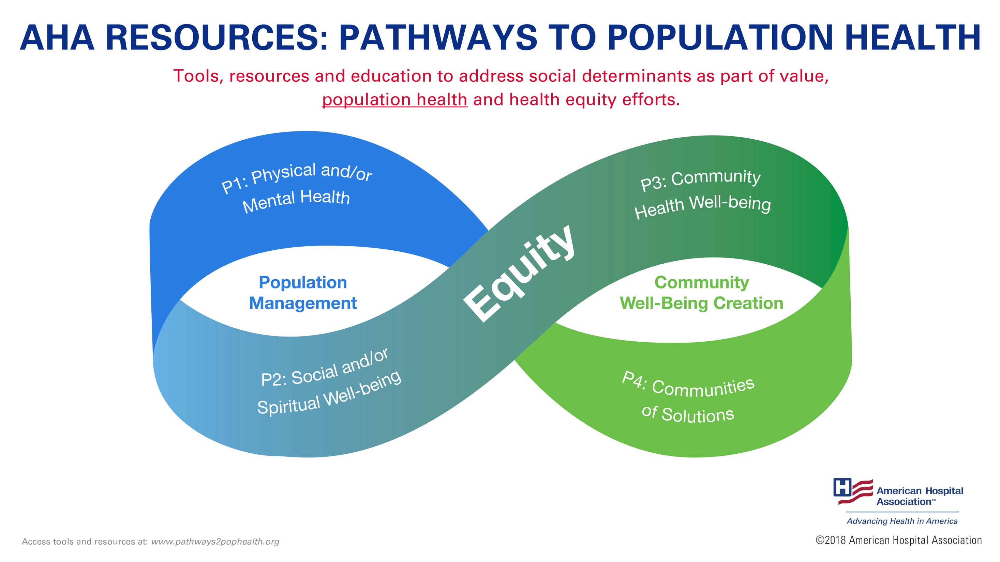 AHA RESOURCES: PATHWAYS TO POPULATION HEALTH
Tools, resources and education to address social determinants as part of value,
population health and health equity efforts.
P1: Physical and/or
Mental Health
Population
Management
P2: Social and/or
Spiritual Well-being
Equity
P3: Community
Health Well-being
Community
Well-Being Creation
P4: Communities
of Solutions
H
American Hospital
Association™
Advancing Health in America
Access tools and resources at: www.pathways2pophealth.org
©2018 American Hospital Association